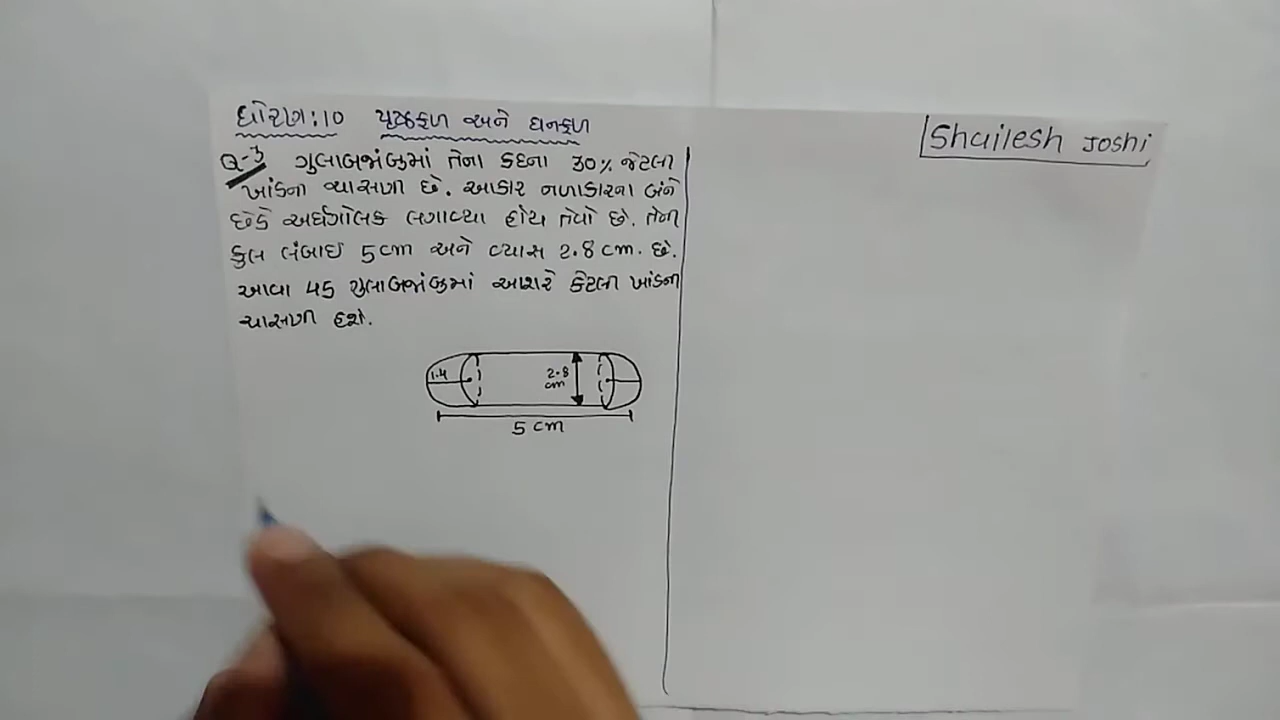 ધોરણ:10 પૃષ્ઠફળ અને ઘનફળ
Shailesh Joshi
Q-3 ગુલાબજાંબુમાં તેના કદના 30% જેટલી
ખાંડની ચાસણી છે. આકાર નળાકારના બંને
છેડે અર્ધગોલક લગાવ્યા હોય તેવો છે. તેની
કુલ લંબાઇ 5cm અને વ્યાસ 2.8 cm. છે.
આવા 45 ગુલાબજાંબુમાં આશરે કેટલી ખાંડની
ચાસણી હશે.
1.4
2.8
cm
5 cm